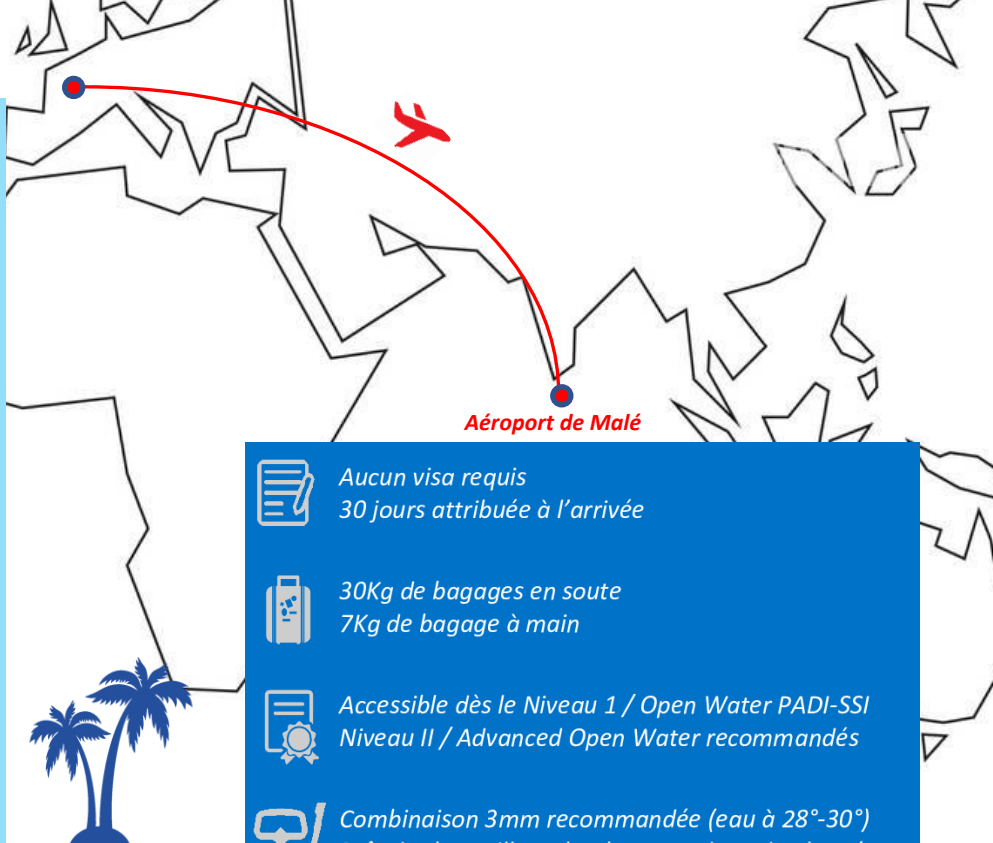 Aéroport de Malé
Aucun visa requis
30 jours attribuée à l’arrivée
30Kg de bagages en soute
7Kg de bagage à main
Accessible dès le Niveau 1 / Open Water PADI-SSI
Niveau II / Advanced Open Water recommandés
Combinaison 3mm recommandée (eau à 28°-30°)